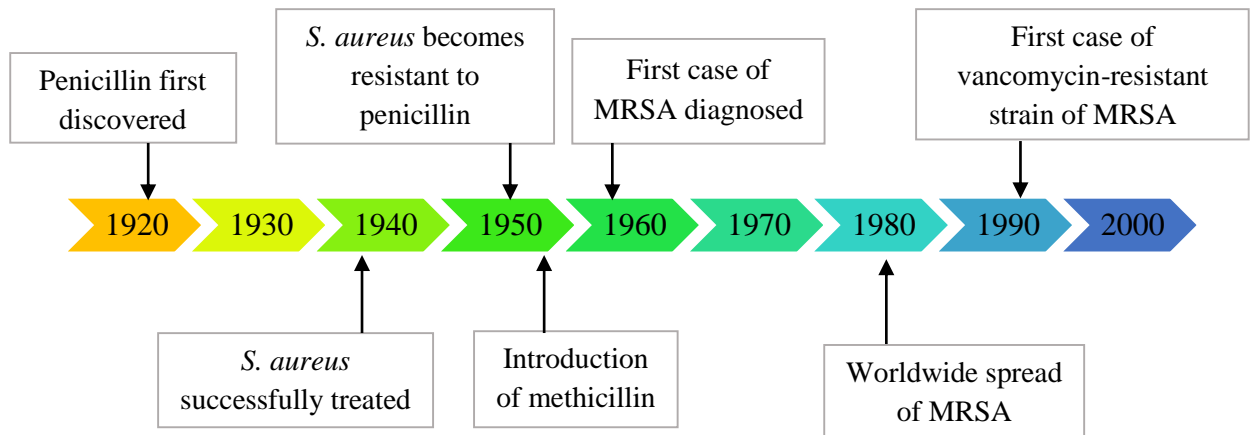 Penicillin first
discovered
S. aureus becomes
resistant to
penicillin
First case of
MRSA diagnosed
First case of
vancomycin-resistant
strain of MRSA
1920
1930
1940
1950
1960
1970
1980
1990
2000
S. aureus
successfully treated
Introduction
of methicillin
Worldwide spread
of MRSA